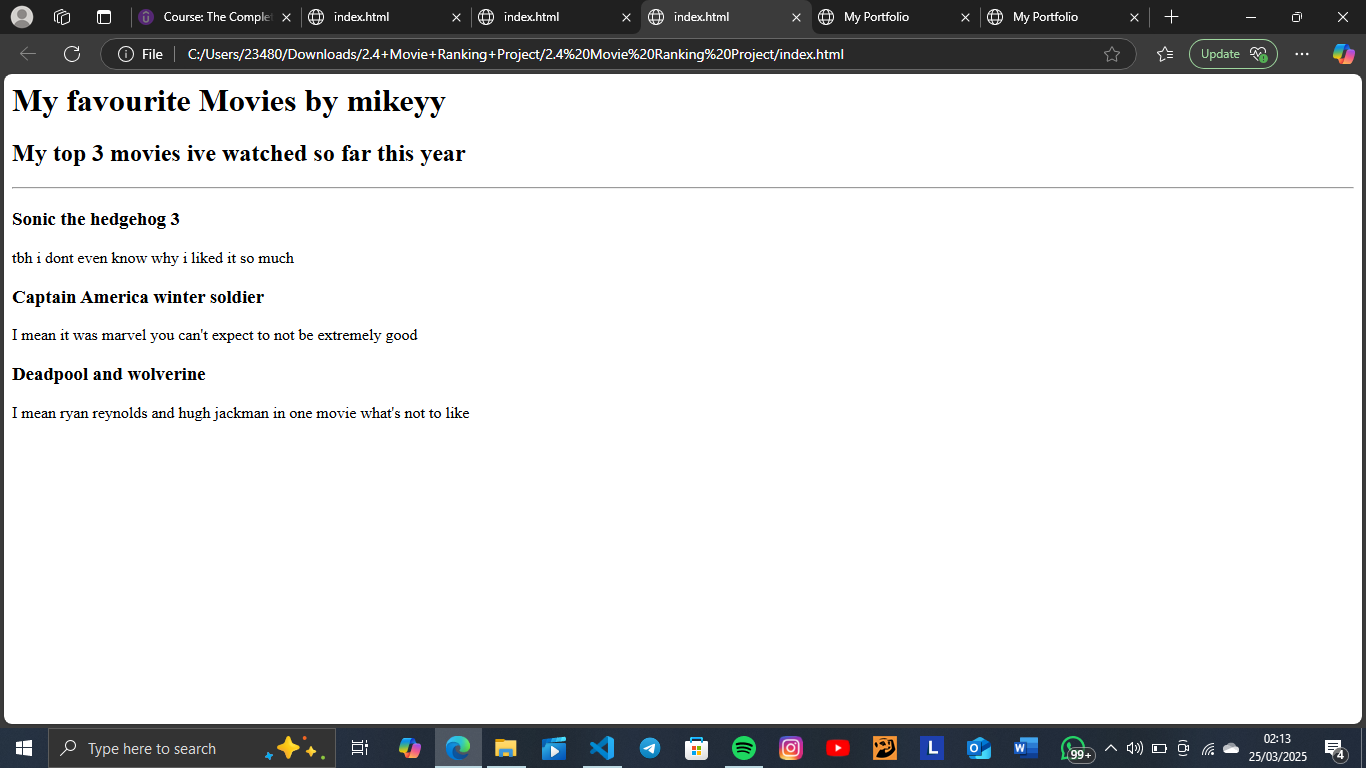 Course: The Complet
index.html
index.html
index.html
My Portfolio
My Portfolio
File
C:/Users/23480/Downloads/2.4+Movie+Ranking+Project/2.4%20Movie%20Ranking%20Project/index.html
Update
My favourite Movies by mikeyy
My top 3 movies ive watched so far this year
Sonic the hedgehog 3
tbh i dont even know why i liked it so much
Captain America winter soldier
I mean it was marvel you can't expect to not be extremely good
Deadpool and wolverine
I mean ryan reynolds and hugh jackman in one movie what's not to like
Type here to search
L
99+
02:13
25/03/2025
4